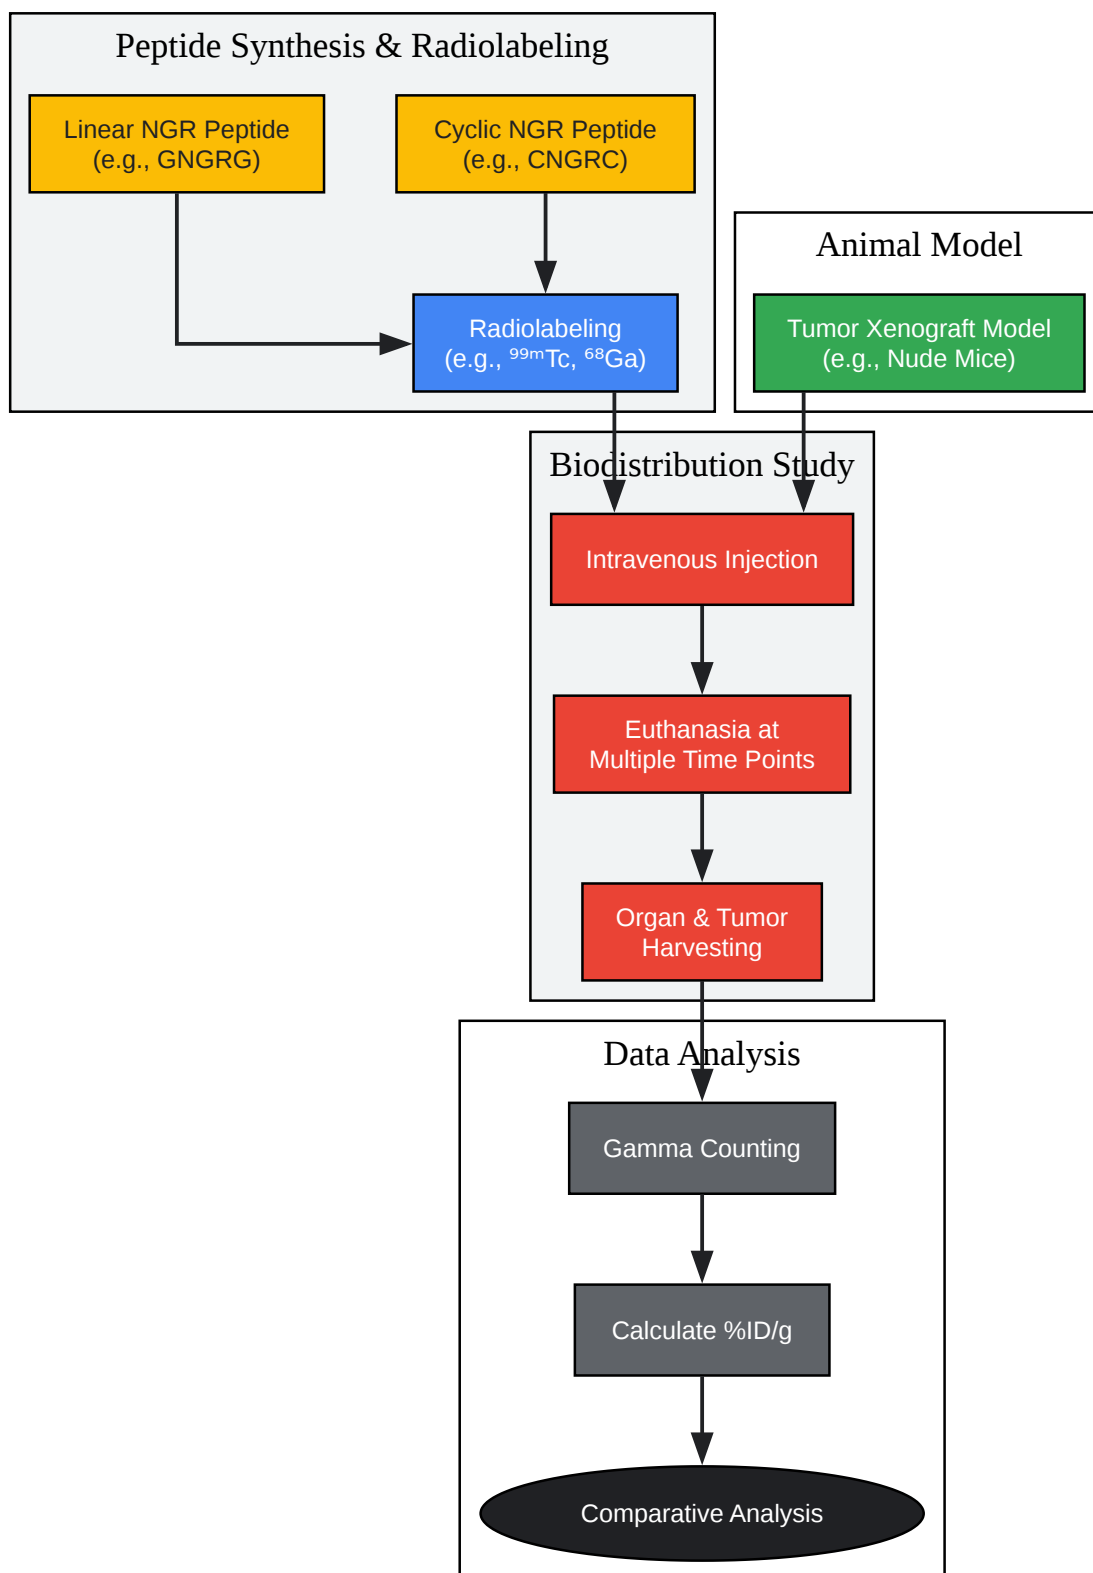 Peptide Synthesis & Radiolabeling
Linear NGR Peptide
(e.g., GNGRG)
Cyclic NGR Peptide
(e.g., CNGRC)
Radiolabeling
(e.g., ⁹⁹ᵐTc, ⁶⁸Ga)
Animal Model
Tumor Xenograft Model
(e.g., Nude Mice)
Biodistribution Study
Intravenous Injection
Euthanasia at
Multiple Time Points
Organ & Tumor
Harvesting
Data Analysis
Gamma Counting
Calculate %ID/g
Comparative Analysis